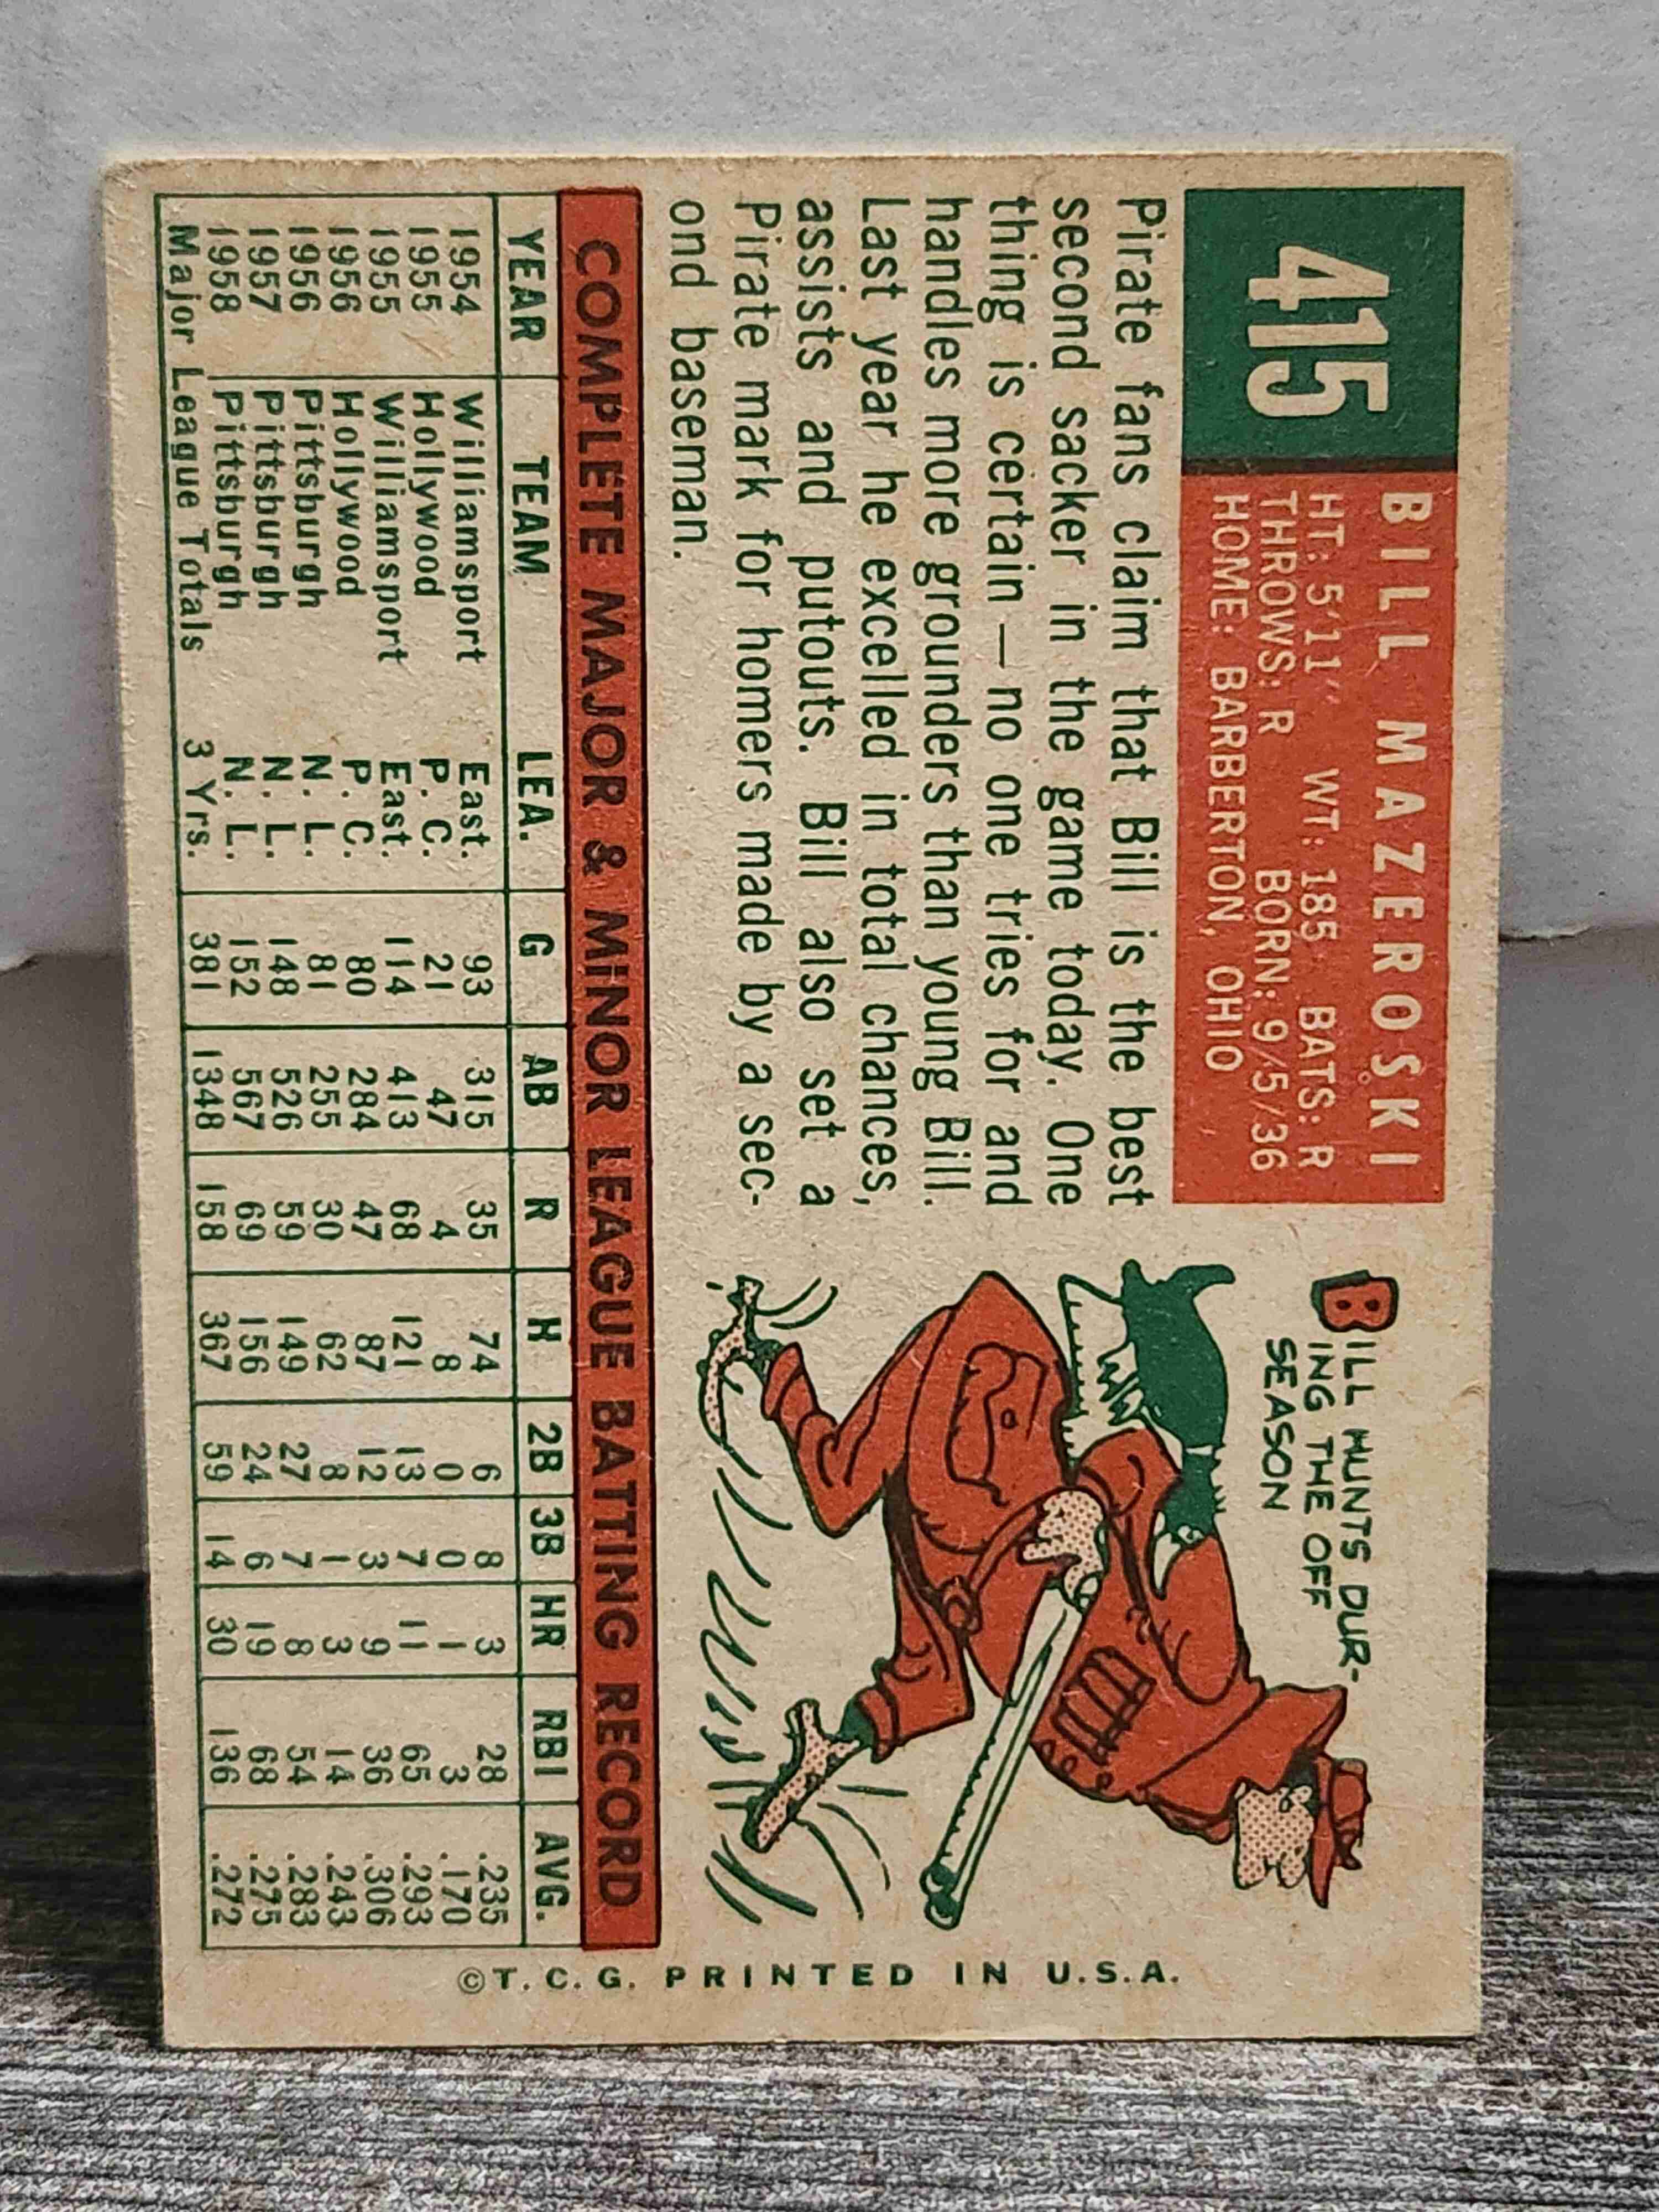 415
BILL MAZEROSKI
HT: 5'11" WT: 185 BATS: R
THROWS: R BORN: 9/5/36
HOME: BARBERTON, OHIO
Pirate fans claim that Bill is the best
second sacker in the game today. One
thing is certain — no one tries for and
handles more grounders than young Bill.
Last year he excelled in total chances,
assists and putouts. Bill also set a
Pirate mark for homers made by a sec-
ond baseman.
BILL HUNTS DUR-
ING THE OFF
SEASON
COMPLETE MAJOR & MINOR LEAGUE BATTING RECORD
YEAR TEAM LEA. G AB R H 2B 3B HR RBI AVG.
1954 Williamsport East. 93 315 35 74 6 8 3 28 .235
1955 Hollywood P. C. 21 47 4 8 0 0 1 3 .170
1955 Williamsport East. 114 413 68 121 13 7 11 65 .293
1956 Hollywood P. C. 80 284 47 87 12 3 9 36 .306
1956 Pittsburgh N. L. 81 255 30 62 8 1 3 14 .243
1957 Pittsburgh N. L. 148 526 59 149 27 7 8 54 .283
1958 Pittsburgh N. L. 152 567 69 156 24 6 19 68 .275
Major League Totals 3 Yrs. 381 1348 158 367 59 14 30 136 .272
©T.C.G. PRINTED IN U.S.A.